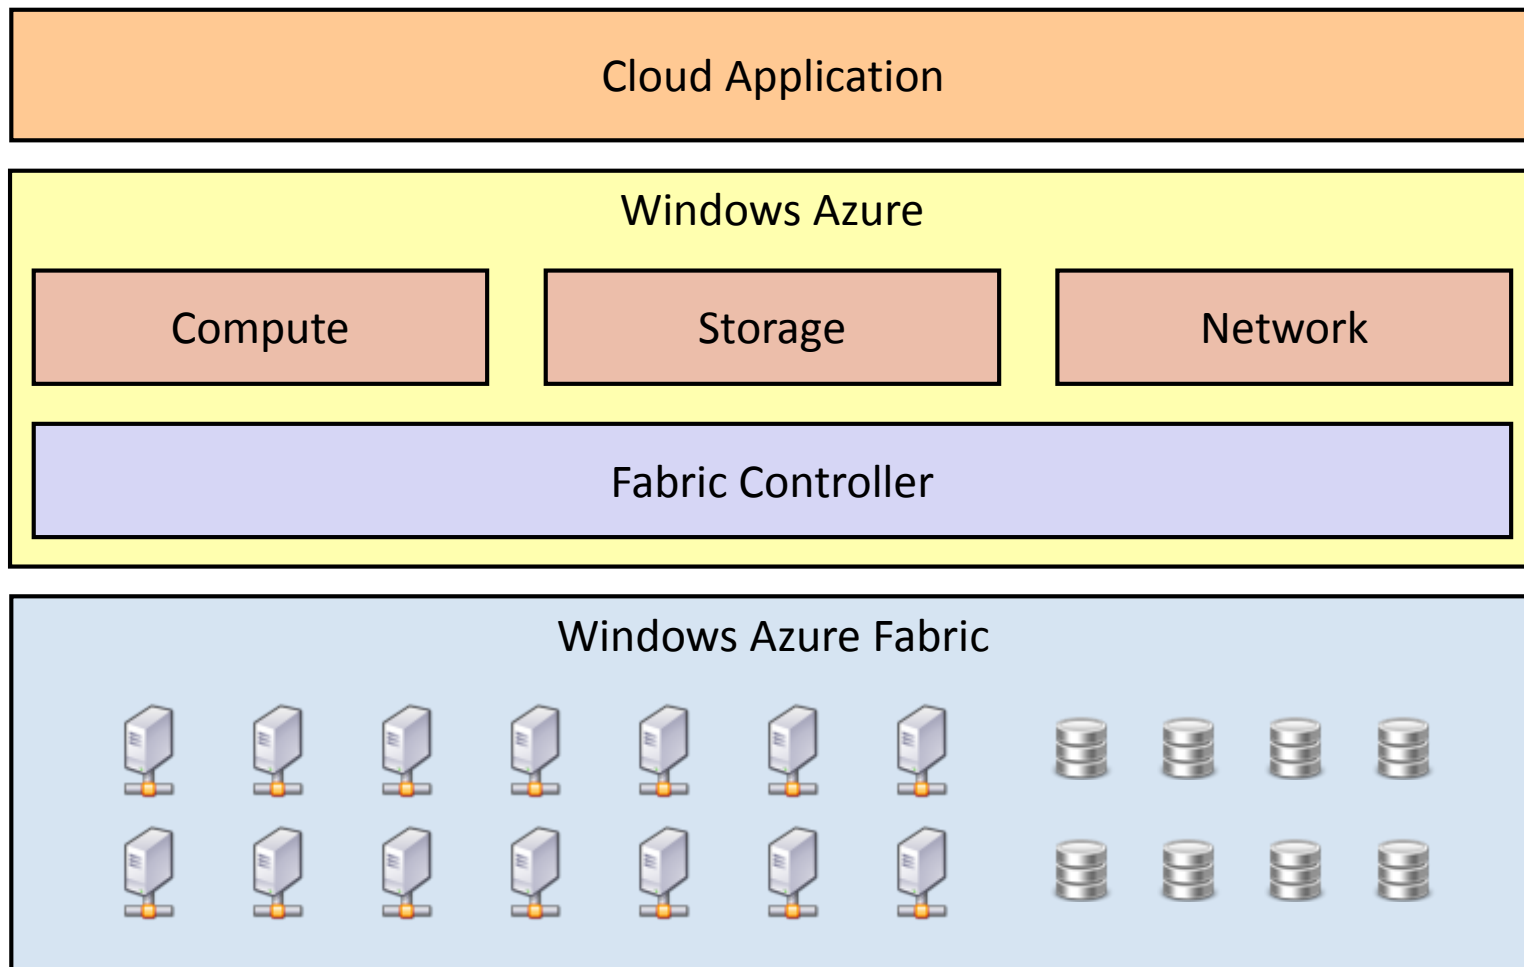 Cloud Application
Windows Azure
Compute
Storage
Network
Fabric Controller
Windows Azure Fabric